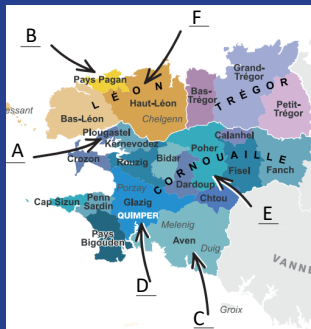 B
F
Pays Pagan
Grand-
Trégor
LÉON
Haut-Léon
Bas-
Trégor
TRÉGOR
Petit-
Trégor
essant
Bas-Léon
Chelgenn
Plougastel
Kernevodez
Calanhel
A
Crozon
Rouzig
Bidar
Poher
CORNOUAILLE
Fisel
Fanch
Porzay
Dardoup
Cap Sizun
Penn
Sardin
Glazig
Chtou
E
QUIMPER
Melenig
Pays
Bigouden
Aven
Duig
VANNE
D
C
Groix